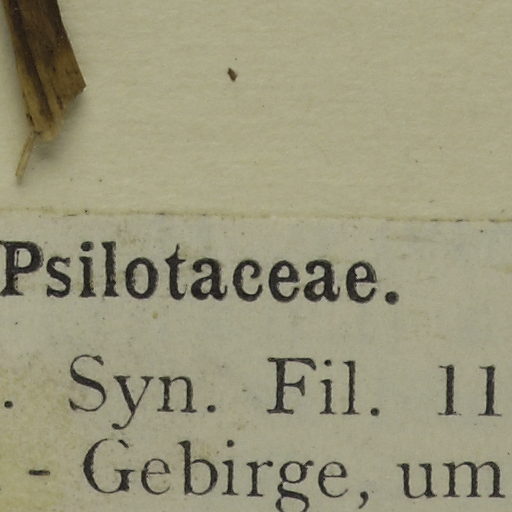 Psilotaceae.
. Syn. Fil. 11
- Gebirge, um